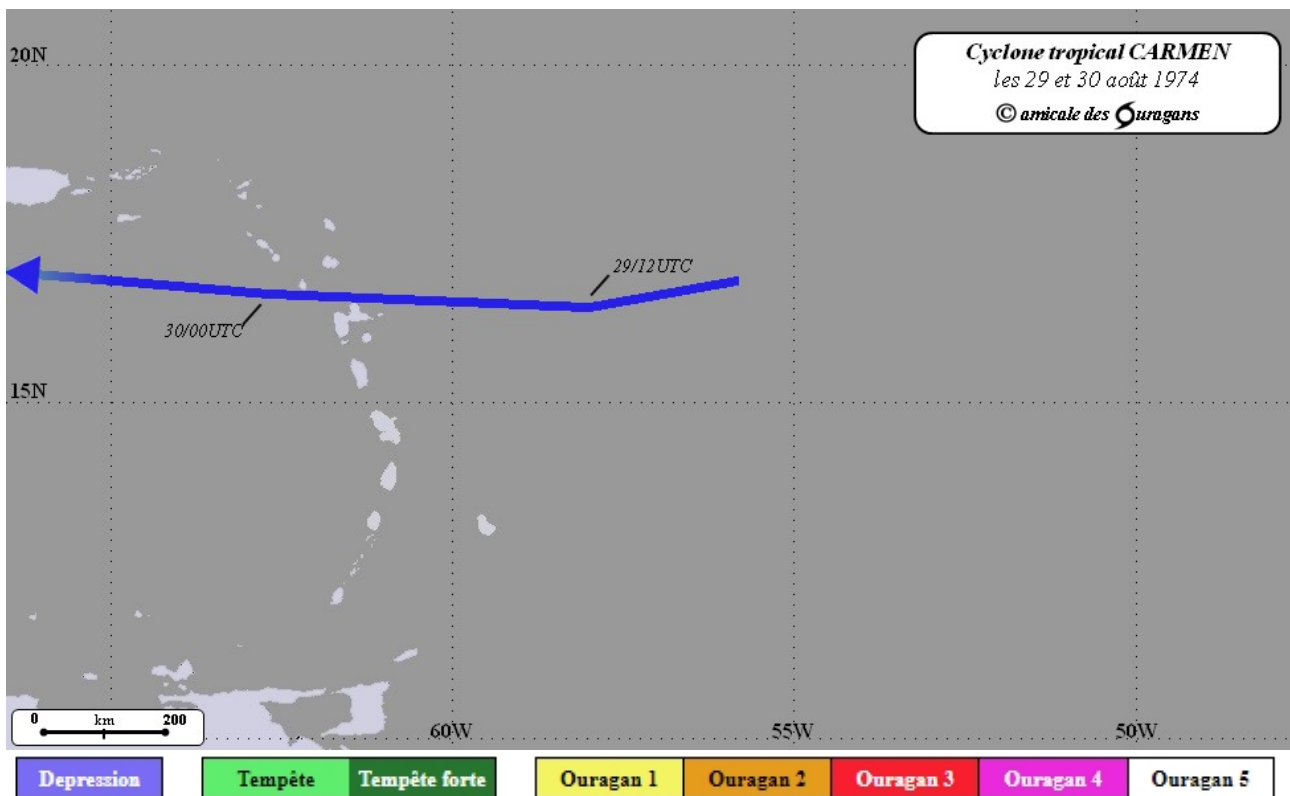 20N
Cyclone tropical CARMEN
les 29 et 30 août 1974
© amicale des Ouragans
29/12UTC
30/00UTC
15N
0 km 200
60W 55W 50W
Depression Tempête Tempête forte Ouragan 1 Ouragan 2 Ouragan 3 Ouragan 4 Ouragan 5